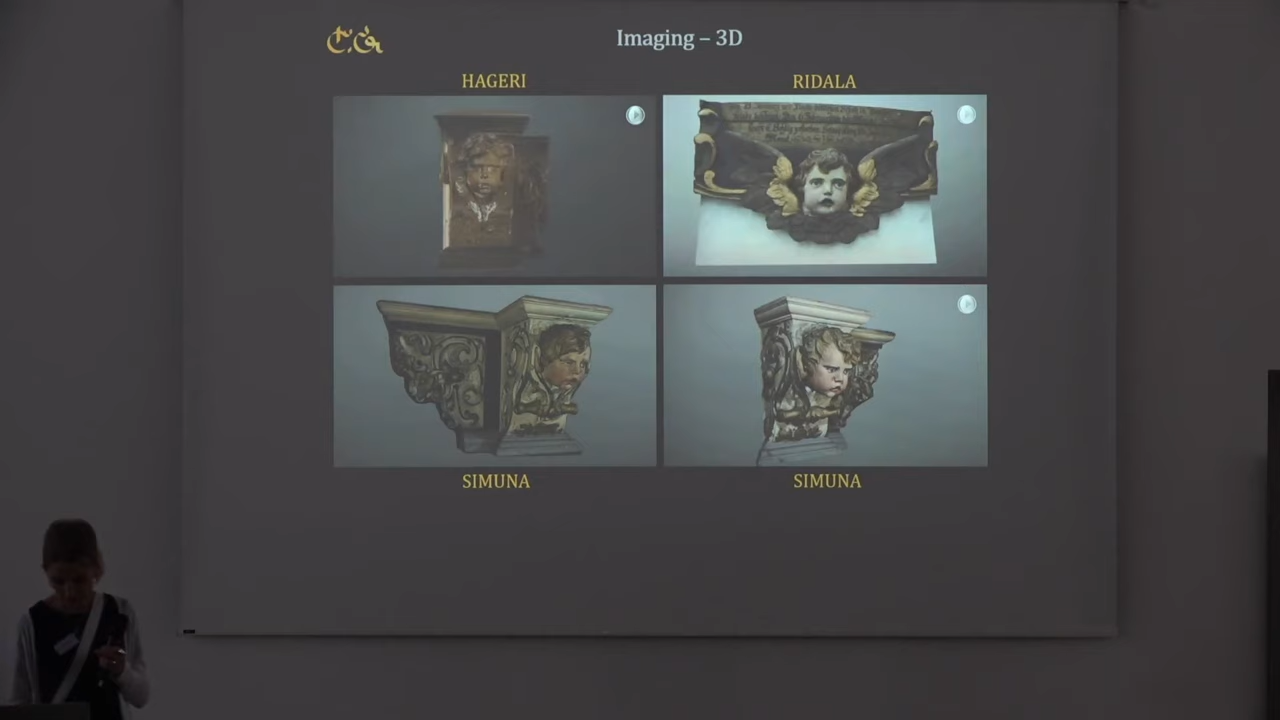 Imaging – 3D
HAGERI
RIDALA
SIMUNA
SIMUNA